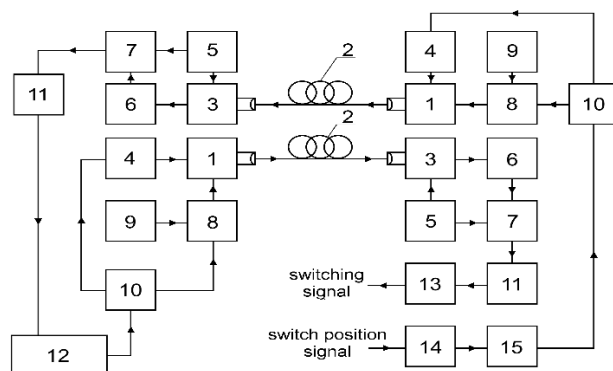 2
7 5 4 9
11 6 3 1 8 10
2
4 1 3 6
9 8 5 7
10 switching signal 13 11
12 switch position signal 14 15